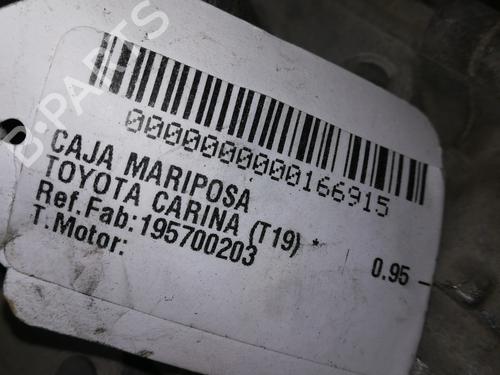 B-PARTS
0000000000166915
CAJA MARIPOSA
TOYOTA CARINA (T19) *
Ref.Fab:195700203
T.Motor:
0.95